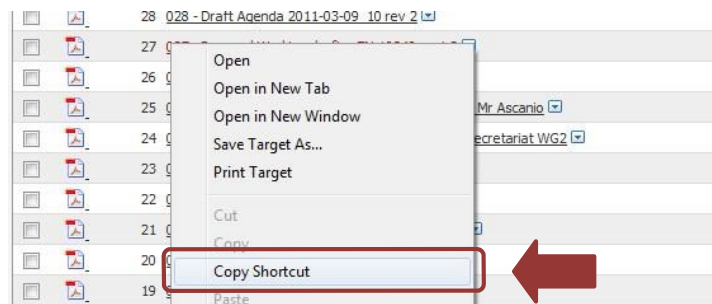 28 028 - Draft Agenda 2011-03-09_10 rev 2
27
Open
26
Open in New Tab
25 Mr Ascanio
Open in New Window
24 ecretariat WG2
Save Target As...
23
Print Target
22
Cut
21
Copy
20
Copy Shortcut
19
Paste